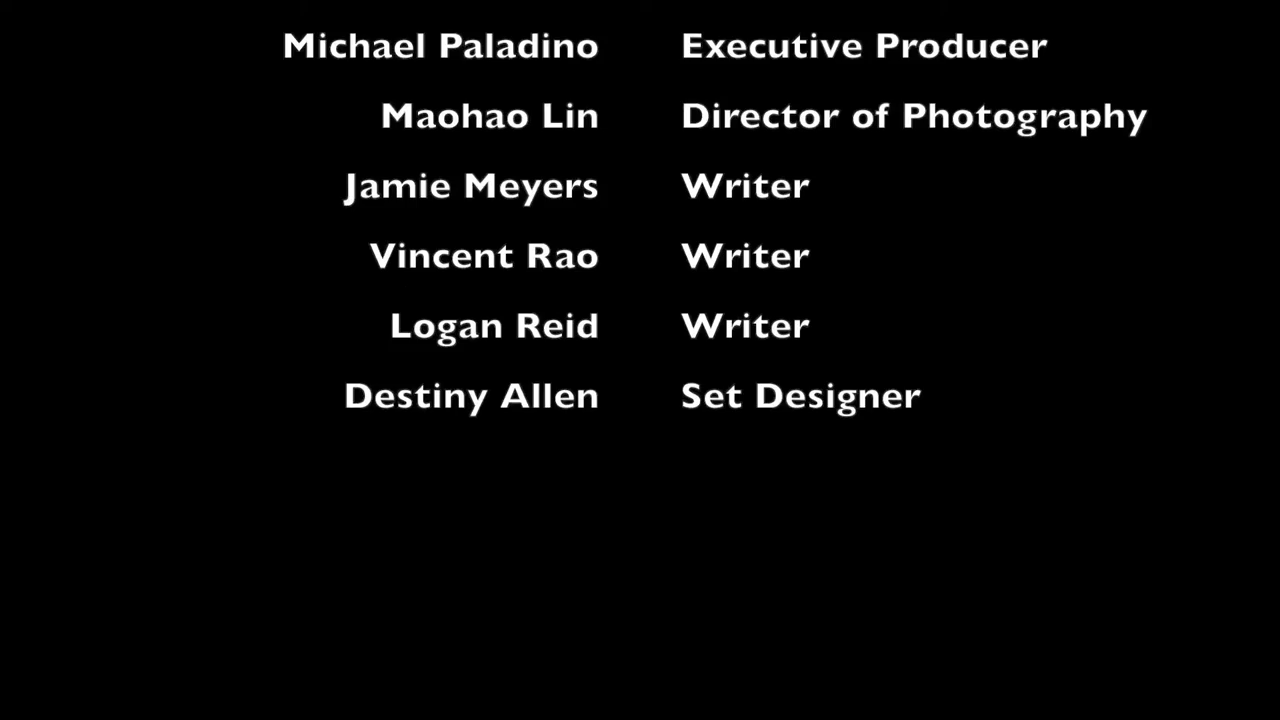 Michael Paladino Executive Producer
Maohao Lin Director of Photography
Jamie Meyers Writer
Vincent Rao Writer
Logan Reid Writer
Destiny Allen Set Designer